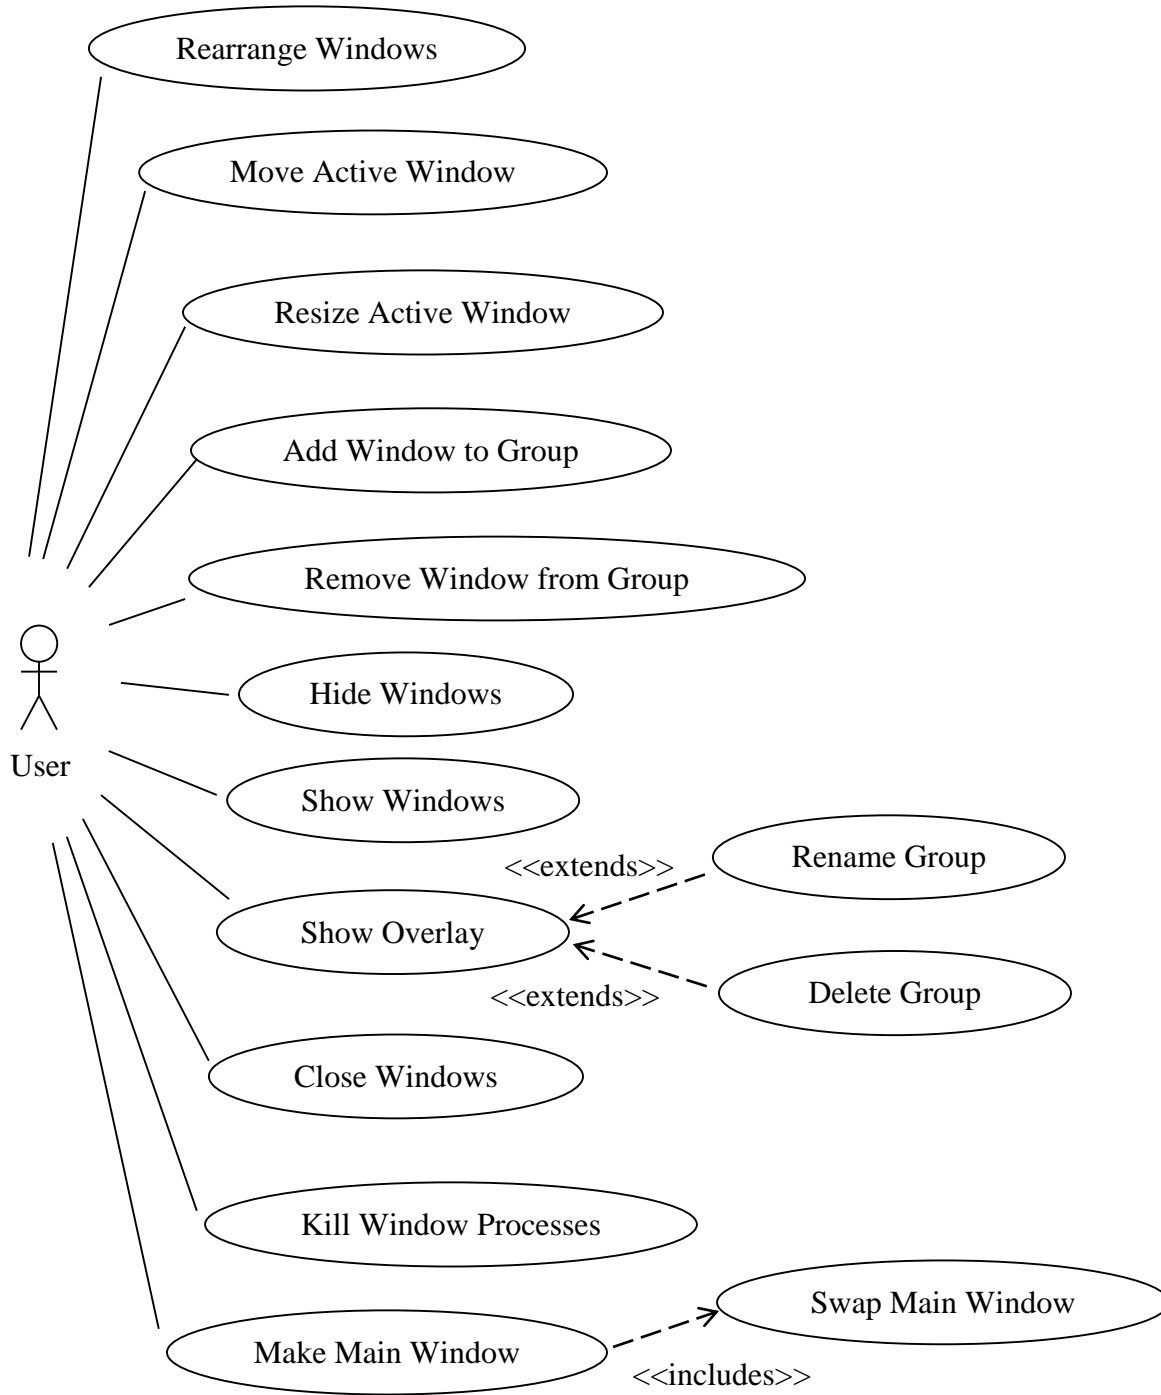 Rearrange Windows
Move Active Window
Resize Active Window
Add Window to Group
Remove Window from Group
Hide Windows
User
Show Windows
Rename Group
<<extends>>
Show Overlay
<<extends>>
Delete Group
Close Windows
Kill Window Processes
Swap Main Window
Make Main Window
<<includes>>